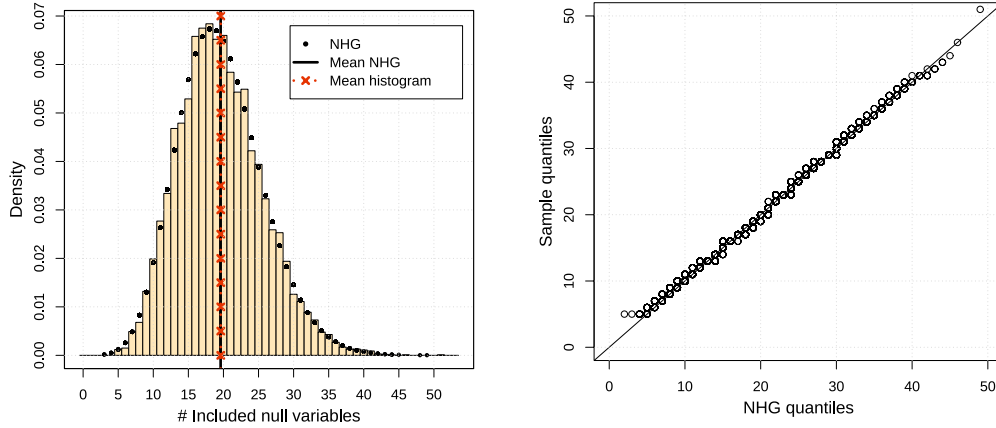 0.00 0.01 0.02 0.03 0.04 0.05 0.06 0.07
Density
NHG
Mean NHG
Mean histogram
0 5 10 15 20 25 30 35 40 45 50
# Included null variables
0 10 20 30 40 50
Sample quantiles
0 10 20 30 40 50
NHG quantiles